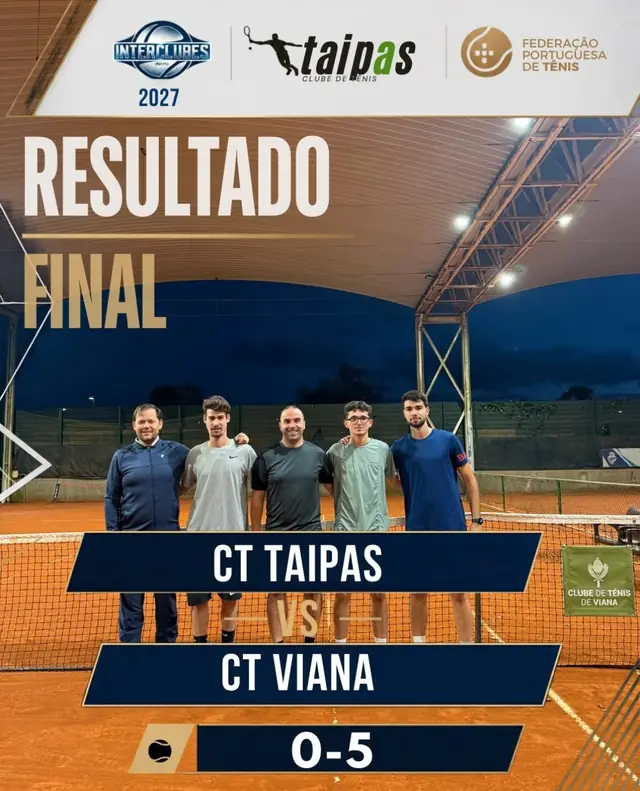 INTERCLUBES
2027
taipas
CLUBE DE TÉNIS
FEDERAÇÃO
PORTUGUESA
DE TÉNIS
RESULTADO
FINAL
CT TAIPAS
VS
CT VIANA
0-5
CLUBE DE TÉNIS
DE VIANA